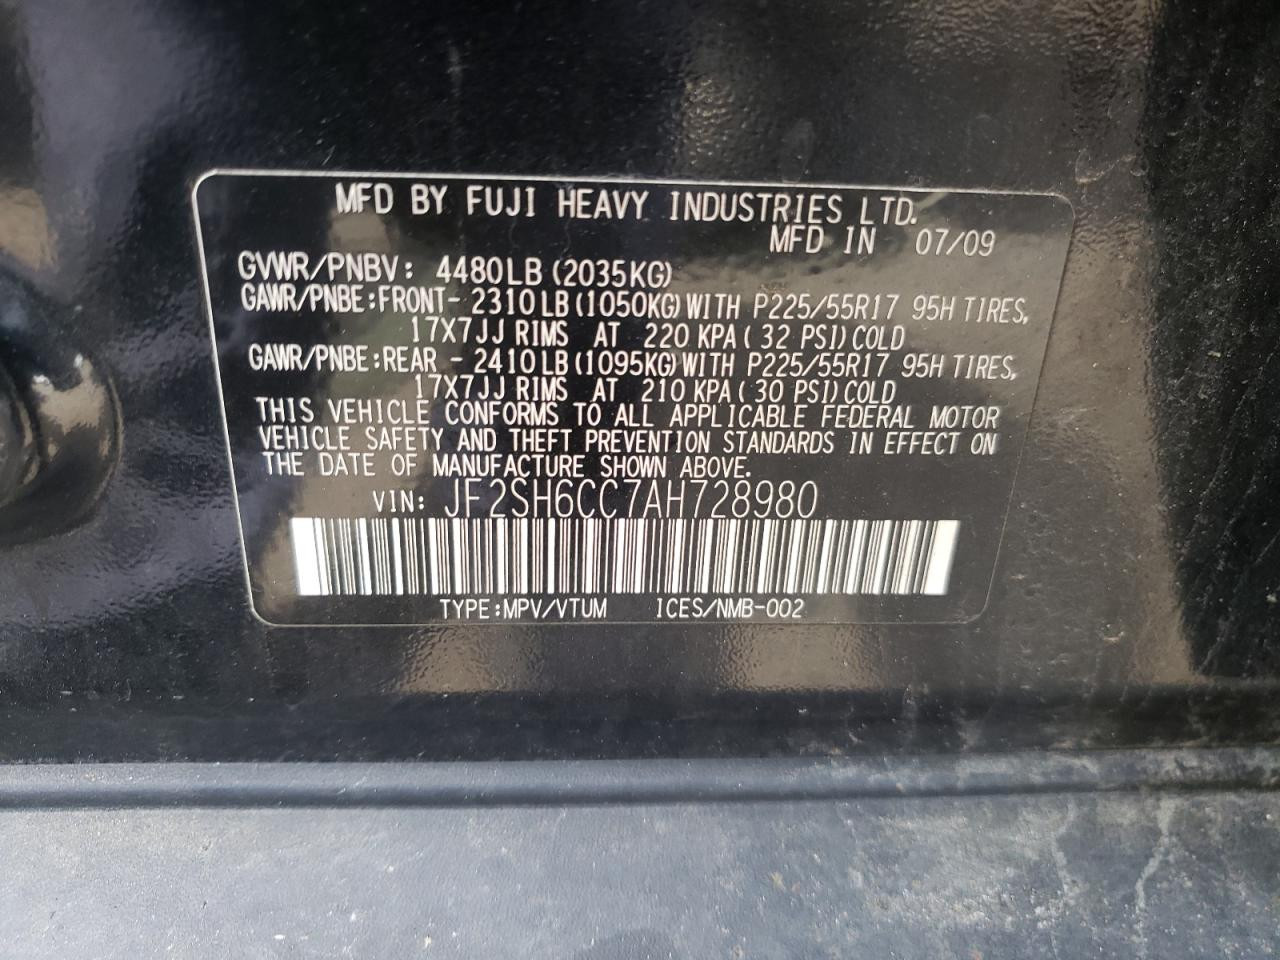 MFD BY FUJI HEAVY INDUSTRIES LTD.
MFD IN 07/09
GVWR/PNBV: 4480LB (2035KG)
GAWR/PNBE:FRONT- 2310LB (1050KG) WITH P225/55R17 95H TIRES,
17X7JJ RIMS AT 220 KPA ( 32 PSI) COLD
GAWR/PNBE:REAR - 2410LB (1095KG) WITH P225/55R17 95H TIRES,
17X7JJ RIMS AT 210 KPA ( 30 PSI) COLD
THIS VEHICLE CONFORMS TO ALL APPLICABLE FEDERAL MOTOR
VEHICLE SAFETY AND THEFT PREVENTION STANDARDS IN EFFECT ON
THE DATE OF MANUFACTURE SHOWN ABOVE.
VIN: JF2SH6CC7AH728980
TYPE:MPV/VTUM ICES/NMB-002